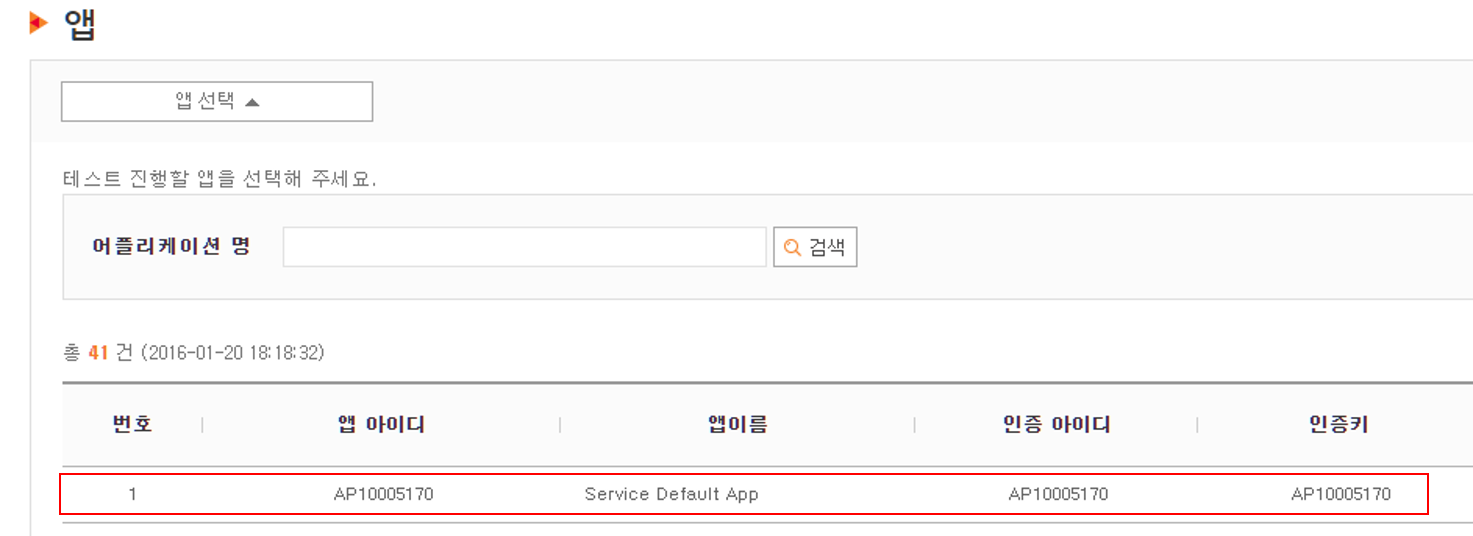 앱
앱 선택
테스트 진행할 앱을 선택해 주세요.
어플리케이션 명 검색
총 41 건 (2016-01-20 18:18:32)
번호 앱 아이디 앱이름 인증 아이디 인증키
1 AP10005170 Service Default App AP10005170 AP10005170